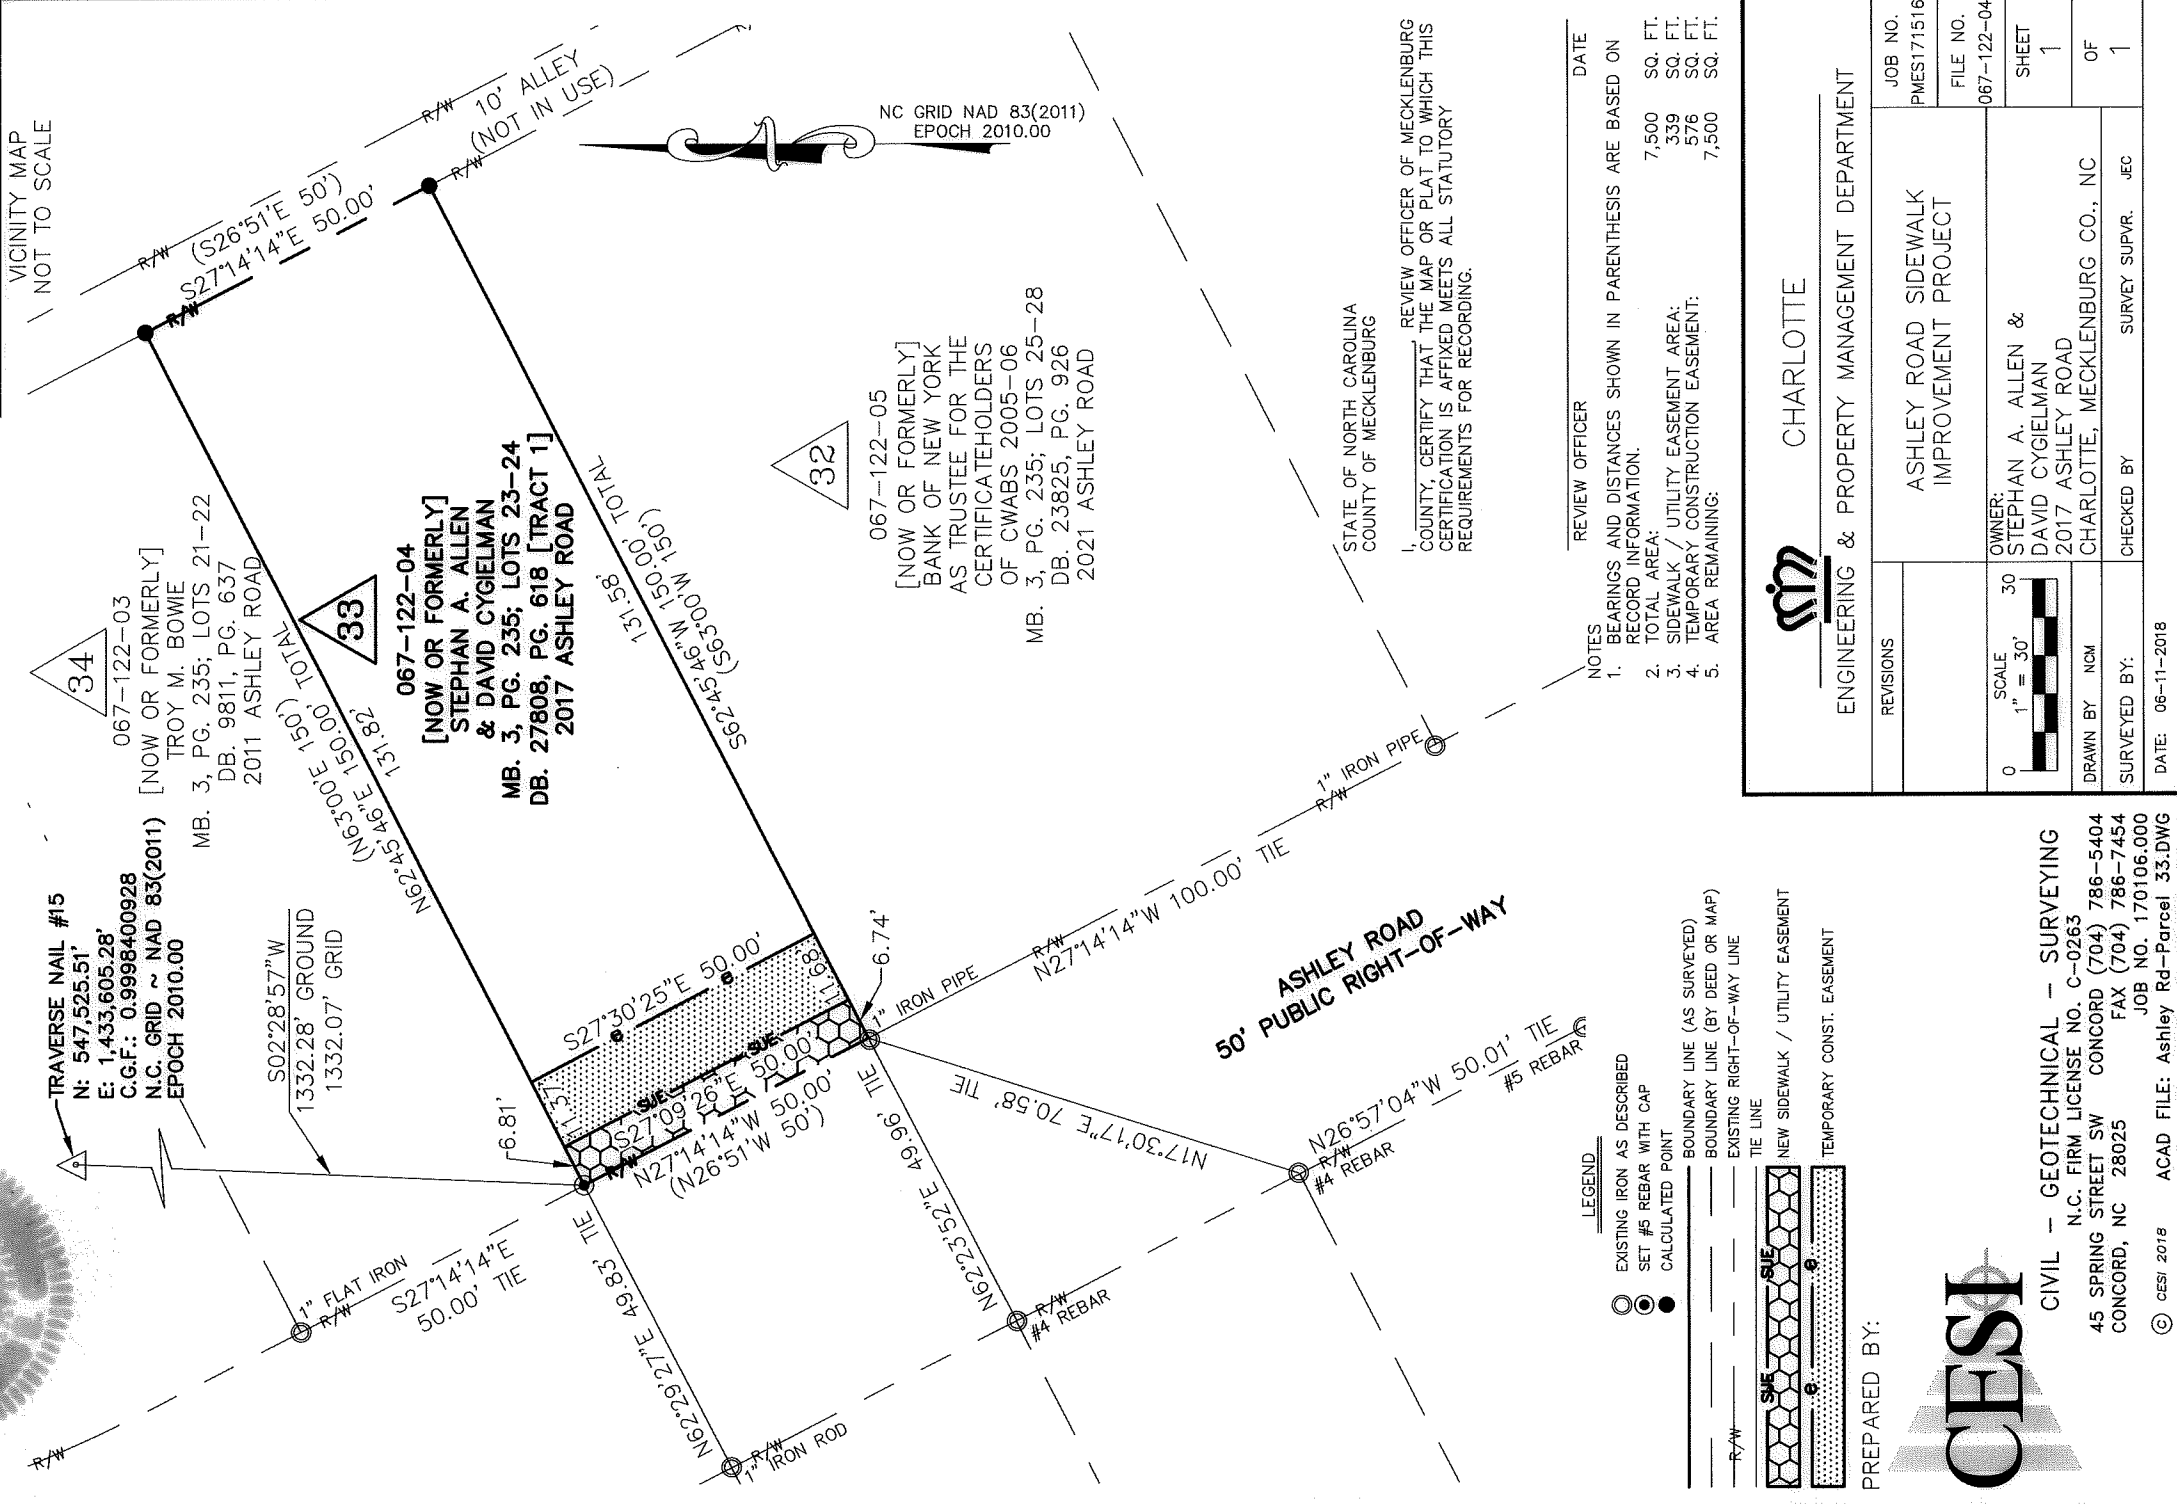 VICINITY MAP
NOT TO SCALE
R/W
(S26°51'E 50')
S27°14'14"E 50.00'
R/W
R/W
10' ALLEY
(NOT IN USE)
R/W
NC GRID NAD 83(2011)
EPOCH 2010.00
34
067-122-03
[NOW OR FORMERLY]
TROY M. BOWIE
MB. 3, PG. 235; LOTS 21-22
DB. 9811, PG. 637
2011 ASHLEY ROAD
TRAVERSE NAIL #15
N: 547,525.51'
E: 1,433,605.28'
C.G.F.: 0.9998400928
N.C. GRID ~ NAD 83(2011)
EPOCH 2010.00
S02°28'57"W
1332.28' GROUND
1332.07' GRID
(N63°00'E 150')
N62°45'46"E 150.00' TOTAL
131.82'
33
067-122-04
[NOW OR FORMERLY]
STEPHAN A. ALLEN
& DAVID CYGIELMAN
MB. 3, PG. 235; LOTS 23-24
DB. 27808, PG. 618 [TRACT 1]
2017 ASHLEY ROAD
131.58'
S62°45'46"W 150.00' TOTAL
(S63°00'W 150')
32
067-122-05
[NOW OR FORMERLY]
BANK OF NEW YORK
AS TRUSTEE FOR THE
CERTIFICATEHOLDERS
OF CWABS 2005-06
MB. 3, PG. 235; LOTS 25-28
DB. 23825, PG. 926
2021 ASHLEY ROAD
6.81'
11.37'
S27°30'25"E 50.00'
e
e
11.68'
6.74'
SUE
SUE
S27°09'26"E 50.00'
R/W
N27°14'14"W 50.00'
(N26°51'W 50')
1" IRON PIPE
R/W
N27°14'14"W 100.00' TIE
1" IRON PIPE
R/W
R/W
1" FLAT IRON
R/W
S27°14'14"E
50.00' TIE
N62°29'27"E 49.83' TIE
R/W
1" IRON ROD
N62°23'52"E 49.96' TIE
R/W
#4 REBAR
N17°30'17"E 70.58' TIE
ASHLEY ROAD
50' PUBLIC RIGHT-OF-WAY
N26°57'04"W 50.01' TIE
R/W
#4 REBAR
#5 REBAR
STATE OF NORTH CAROLINA
COUNTY OF MECKLENBURG
I, REVIEW OFFICER OF MECKLENBURG
COUNTY, CERTIFY THAT THE MAP OR PLAT TO WHICH THIS
CERTIFICATION IS AFFIXED MEETS ALL STATUTORY
REQUIREMENTS FOR RECORDING.
REVIEW OFFICER DATE
NOTES
1. BEARINGS AND DISTANCES SHOWN IN PARENTHESIS ARE BASED ON
RECORD INFORMATION.
2. TOTAL AREA: 7,500 SQ. FT.
3. SIDEWALK / UTILITY EASEMENT AREA: 339 SQ. FT.
4. TEMPORARY CONSTRUCTION EASEMENT: 576 SQ. FT.
5. AREA REMAINING: 7,500 SQ. FT.
LEGEND
EXISTING IRON AS DESCRIBED
SET #5 REBAR WITH CAP
CALCULATED POINT
BOUNDARY LINE (AS SURVEYED)
BOUNDARY LINE (BY DEED OR MAP)
R/W EXISTING RIGHT-OF-WAY LINE
TIE LINE
SUE SUE NEW SIDEWALK / UTILITY EASEMENT
e e TEMPORARY CONST. EASEMENT
PREPARED BY:
CESI
CIVIL - GEOTECHNICAL - SURVEYING
N.C. FIRM LICENSE NO. C-0263
45 SPRING STREET SW CONCORD (704) 786-5404
CONCORD, NC 28025 FAX (704) 786-7454
JOB NO. 170106.000
© CESI 2018 ACAD FILE: Ashley Rd-Parcel 33.DWG
CHARLOTTE
ENGINEERING & PROPERTY MANAGEMENT DEPARTMENT
REVISIONS
ASHLEY ROAD SIDEWALK
IMPROVEMENT PROJECT
JOB NO.
PMES171516
FILE NO.
067-122-04
SCALE
1" = 30'
0 30
OWNER:
STEPHAN A. ALLEN &
DAVID CYGIELMAN
2017 ASHLEY ROAD
CHARLOTTE, MECKLENBURG CO., NC
SHEET
1
OF
1
DRAWN BY NCM
CHECKED BY
SURVEY SUPVR. JEC
SURVEYED BY:
DATE: 06-11-2018